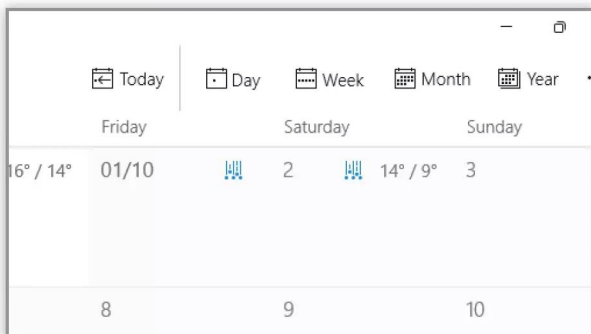 Today Day Week Month Year
Friday Saturday Sunday
16° / 14° 01/10 2 14° / 9° 3
8 9 10